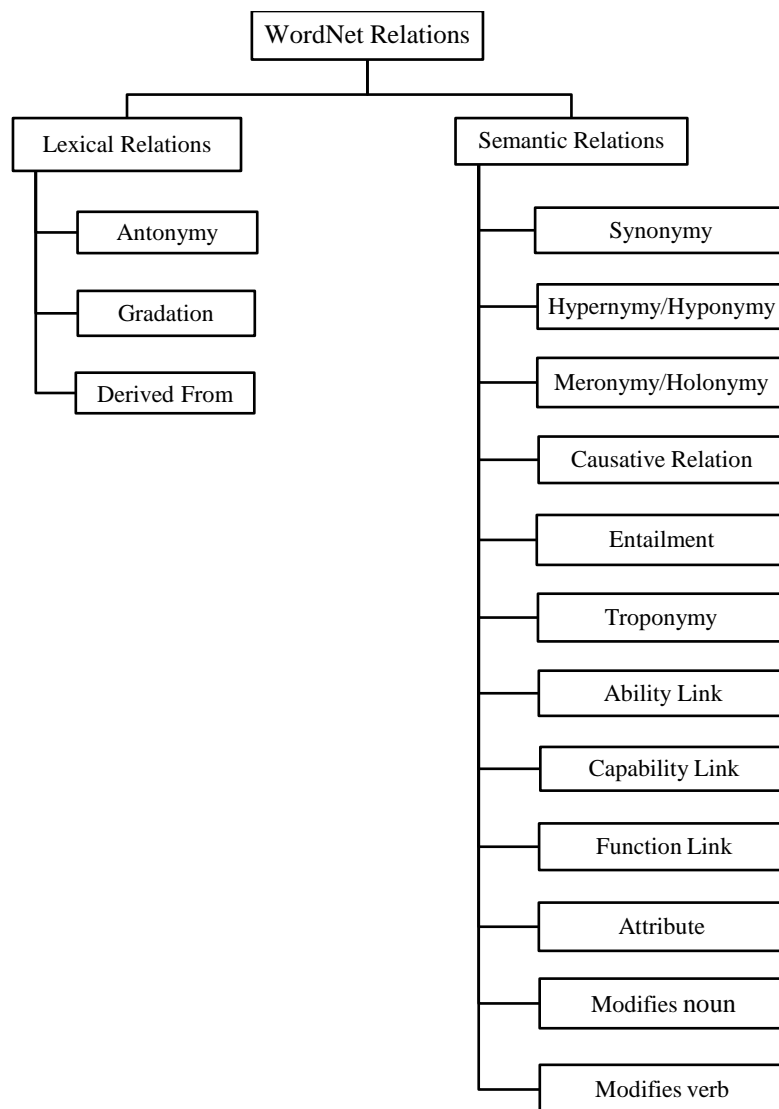 WordNet Relations
Lexical Relations
Antonymy
Gradation
Derived From
Semantic Relations
Synonymy
Hypernymy/Hyponymy
Meronymy/Holonymy
Causative Relation
Entailment
Troponymy
Ability Link
Capability Link
Function Link
Attribute
Modifies noun
Modifies verb